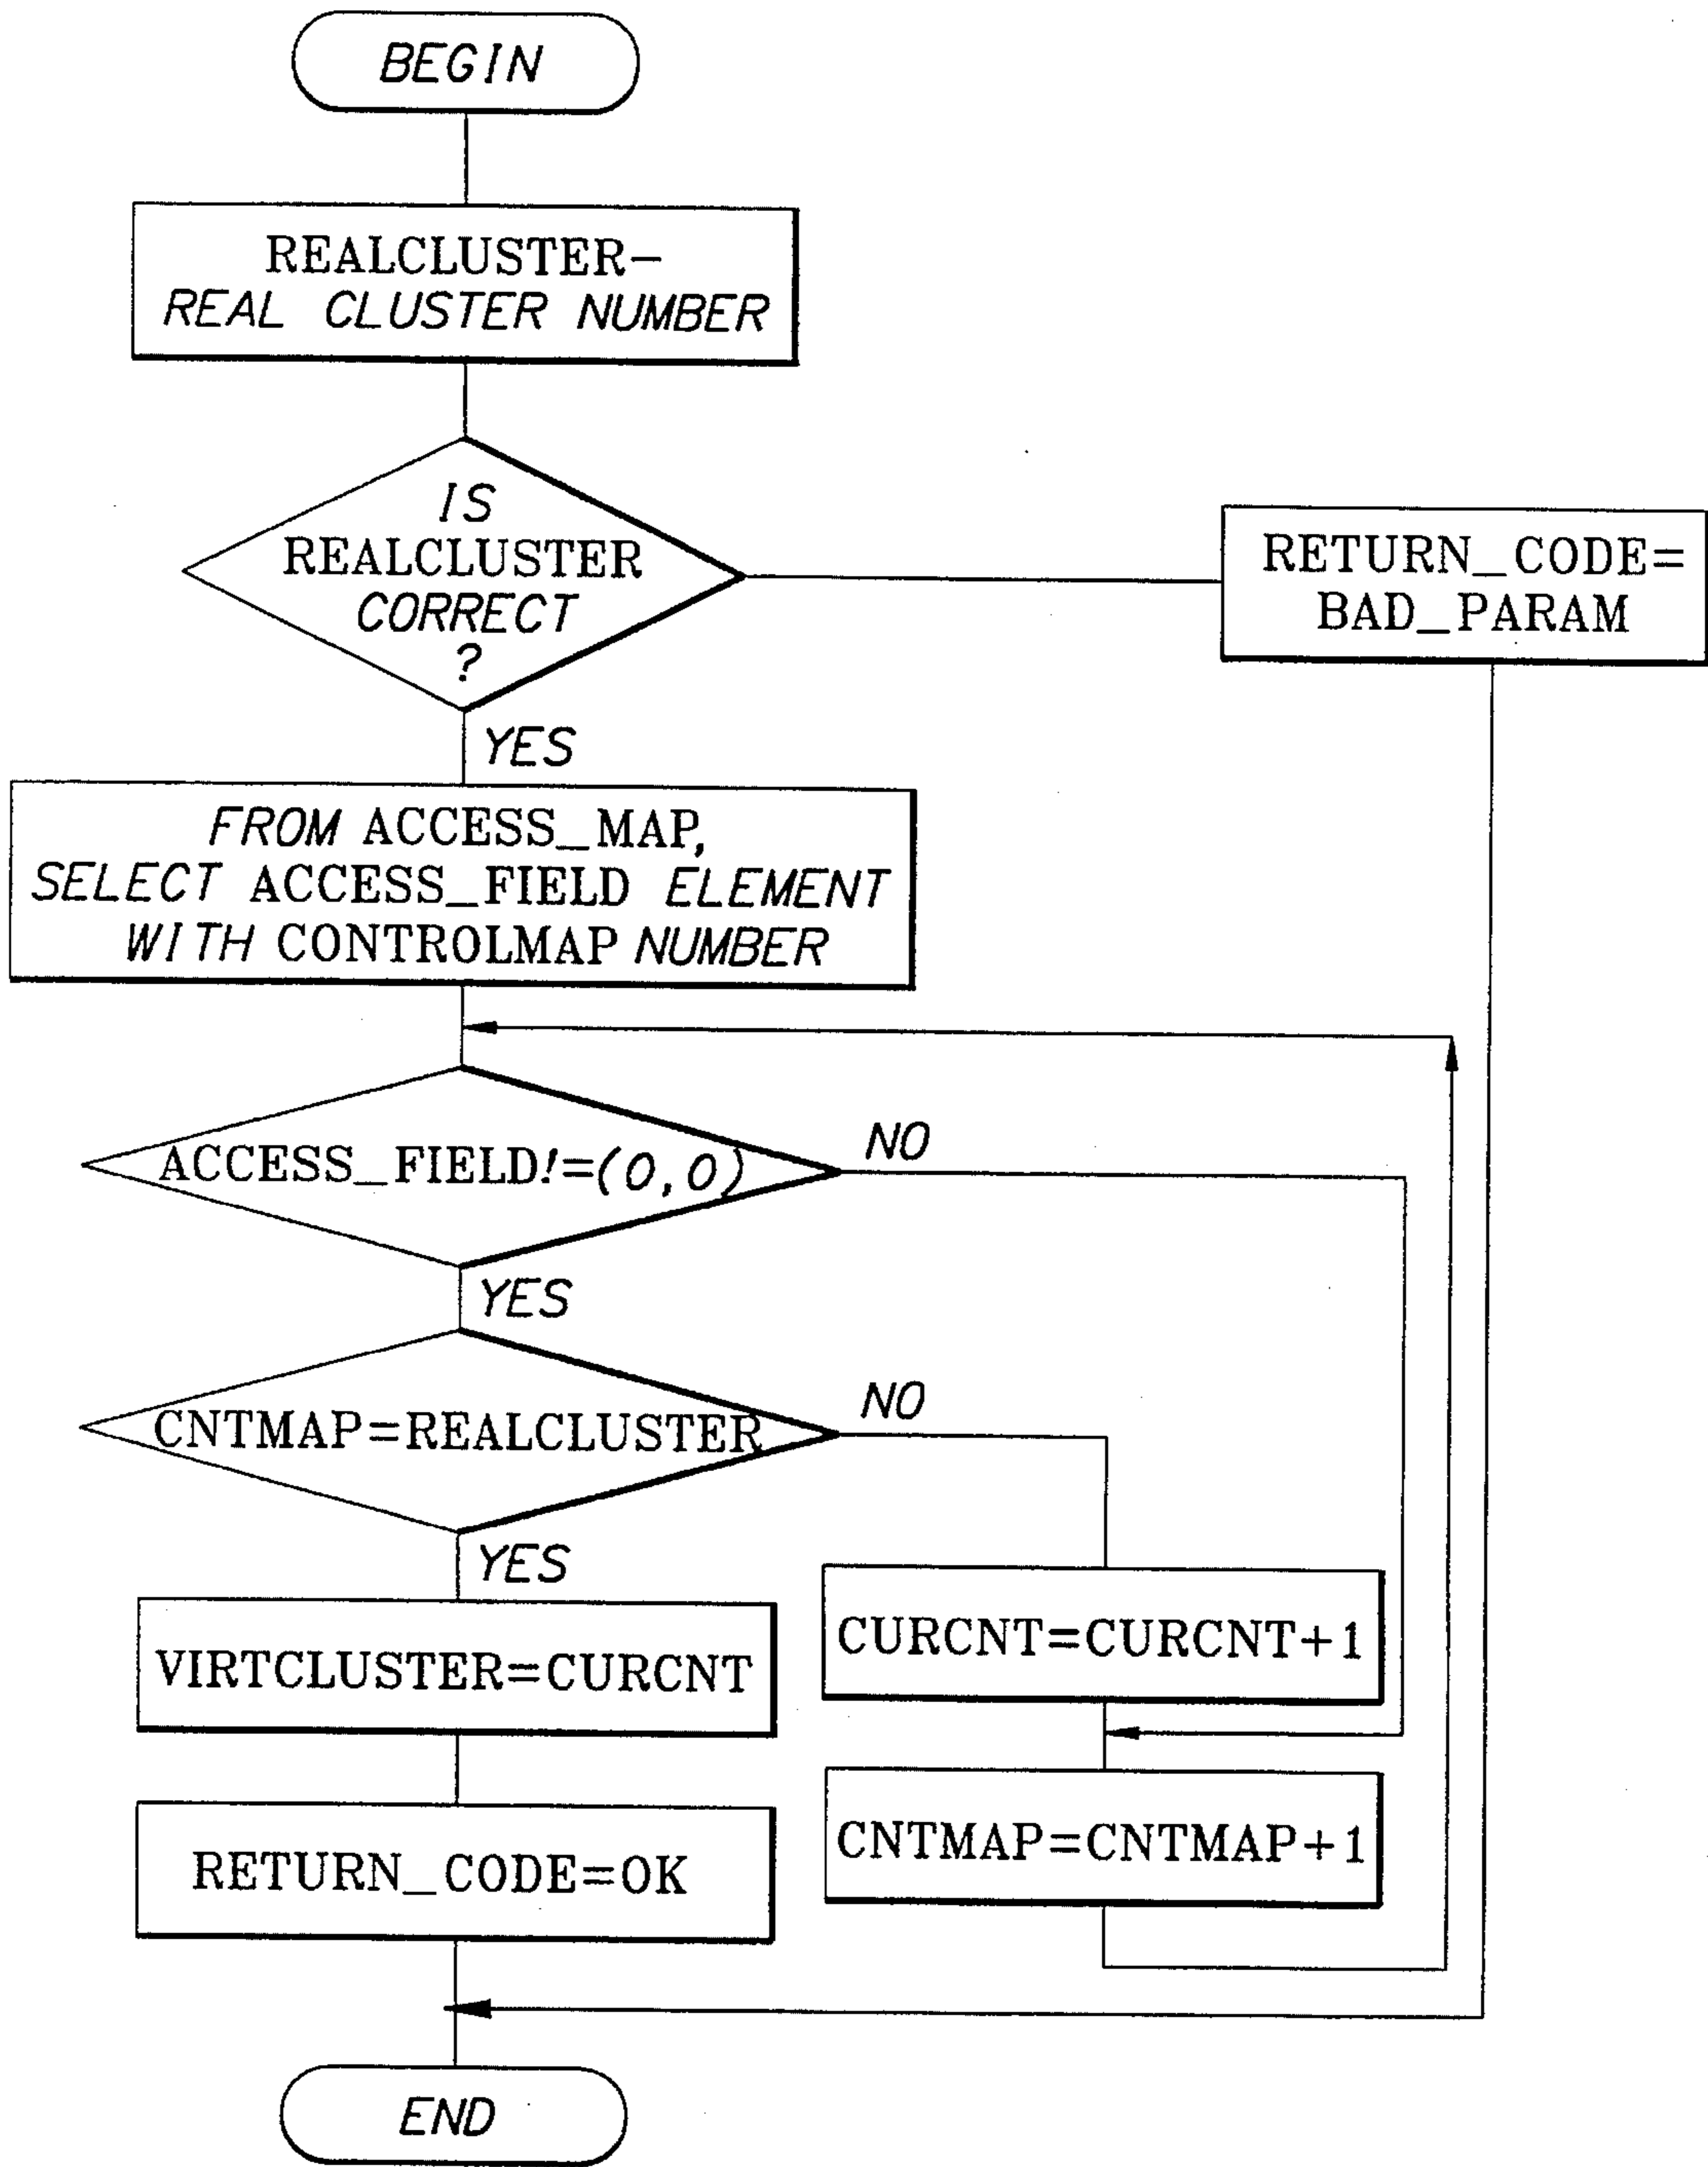 BEGIN
REALCLUSTER-
REAL CLUSTER NUMBER
IS
REALCLUSTER
CORRECT
?
RETURN_CODE=
BAD_PARAM
YES
FROM ACCESS_MAP,
SELECT ACCESS_FIELD ELEMENT
WITH CONTROLMAP NUMBER
ACCESS_FIELD!=(0,0)
NO
YES
CNTMAP=REALCLUSTER
NO
YES
VIRTCLUSTER=CURCNT
CURCNT=CURCNT+1
RETURN_CODE=OK
CNTMAP=CNTMAP+1
END